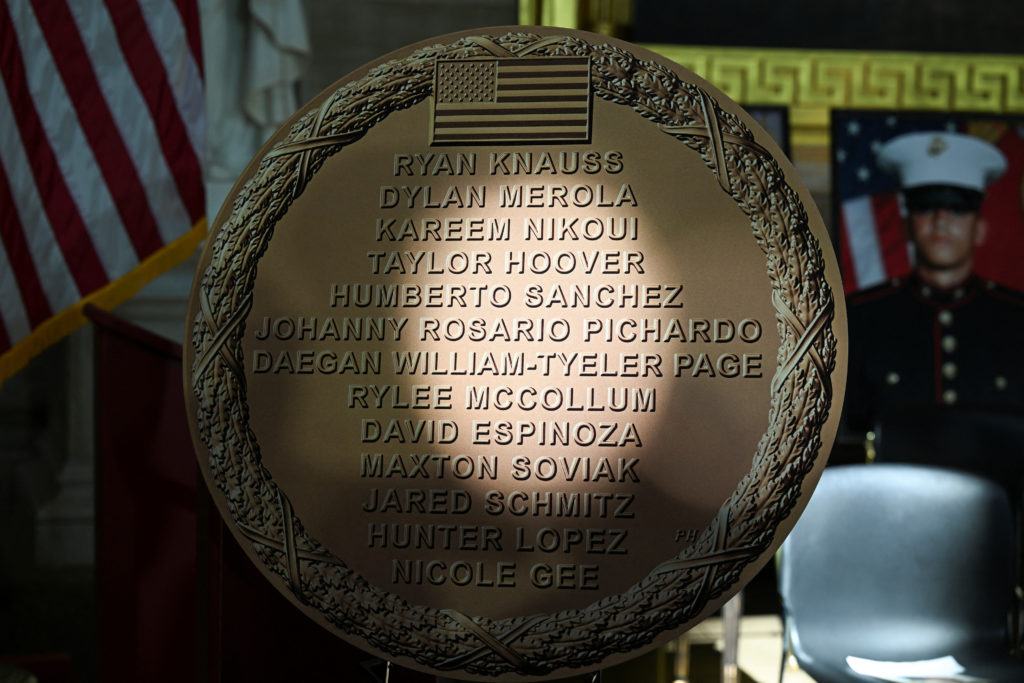 RYAN KNAUSS
DYLAN MEROLA
KAREEM NIKOUI
TAYLOR HOOVER
HUMBERTO SANCHEZ
JOHANNY ROSARIO PICHARDO
DAEGAN WILLIAM-TYELER PAGE
RYLEE MCCOLLUM
DAVID ESPINOZA
MAXTON SOVIAK
JARED SCHMITZ
HUNTER LOPEZ
PH
NICOLE GEE